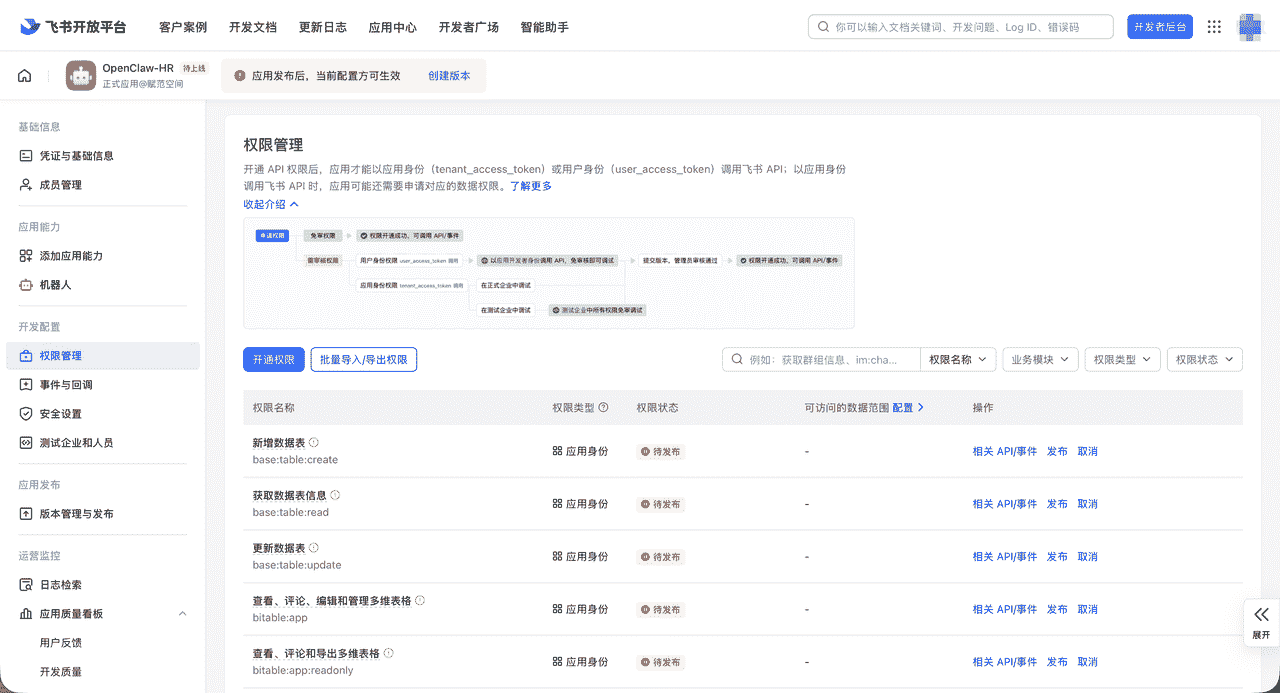 飞书开放平台 客户案例 开发文档 更新日志 应用中心 开发者广场 智能助手 你可以输入文档关键词、开发问题、Log ID、错误码 开发者后台
OpenClaw-HR 待上线
正式应用@赋范空间
应用发布后，当前配置方可生效 创建版本
基础信息
凭证与基础信息
成员管理
应用能力
添加应用能力
机器人
开发配置
权限管理
事件与回调
安全设置
测试企业和人员
应用发布
版本管理与发布
运营监控
日志检索
应用质量看板
用户反馈
开发质量
权限管理
开通 API 权限后，应用才能以应用身份（tenant_access_token）或用户身份（user_access_token）调用飞书 API；以应用身份
调用飞书 API 时，应用可能还需要申请对应的数据权限。了解更多
收起介绍
申请权限 免审权限 权限开通成功，可调用 API/事件
需审核权限 用户身份权限 user_access_token 调用 以应用开发者身份调用 API，免审核即可调试 提交版本，管理员审核通过 权限开通成功，可调用 API/事件
应用身份权限 tenant_access_token 调用 在正式企业中调试
在测试企业中调试 测试企业中所有权限免审调试
开通权限 批量导入/导出权限 例如：获取群组信息、im:cha... 权限名称 业务模块 权限类型 权限状态
权限名称 权限类型 权限状态 可访问的数据范围 配置 操作
新增数据表 应用身份 待发布 - 相关 API/事件 发布 取消
base:table:create
获取数据表信息 应用身份 待发布 - 相关 API/事件 发布 取消
base:table:read
更新数据表 应用身份 待发布 - 相关 API/事件 发布 取消
base:table:update
查看、评论、编辑和管理多维表格 应用身份 待发布 - 相关 API/事件 发布 取消
bitable:app
查看、评论和导出多维表格 应用身份 待发布 - 相关 API/事件 发布 取消
bitable:app:readonly
展开